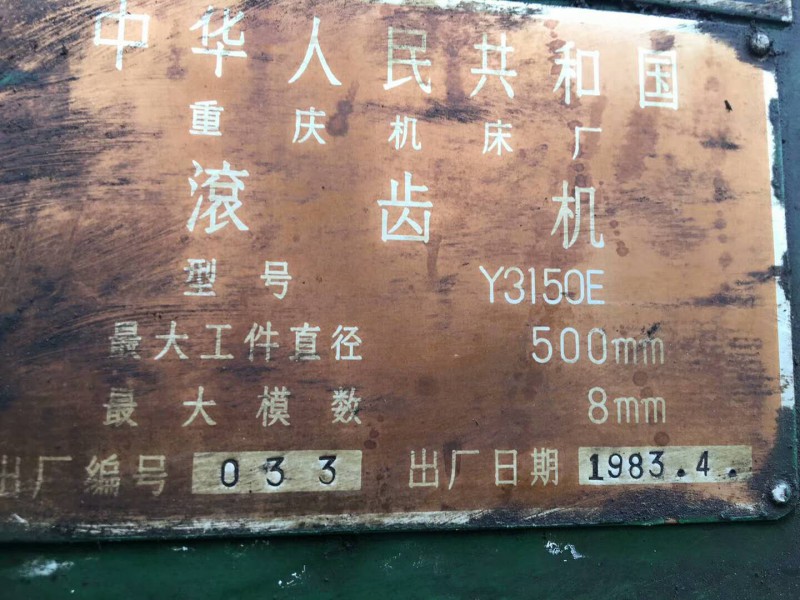 中华人民共和国
重庆机床厂
滚齿机
型号 Y3150E
最大工件直径 500mm
最大模数 8mm
出厂编号 033 出厂日期 1983.4.